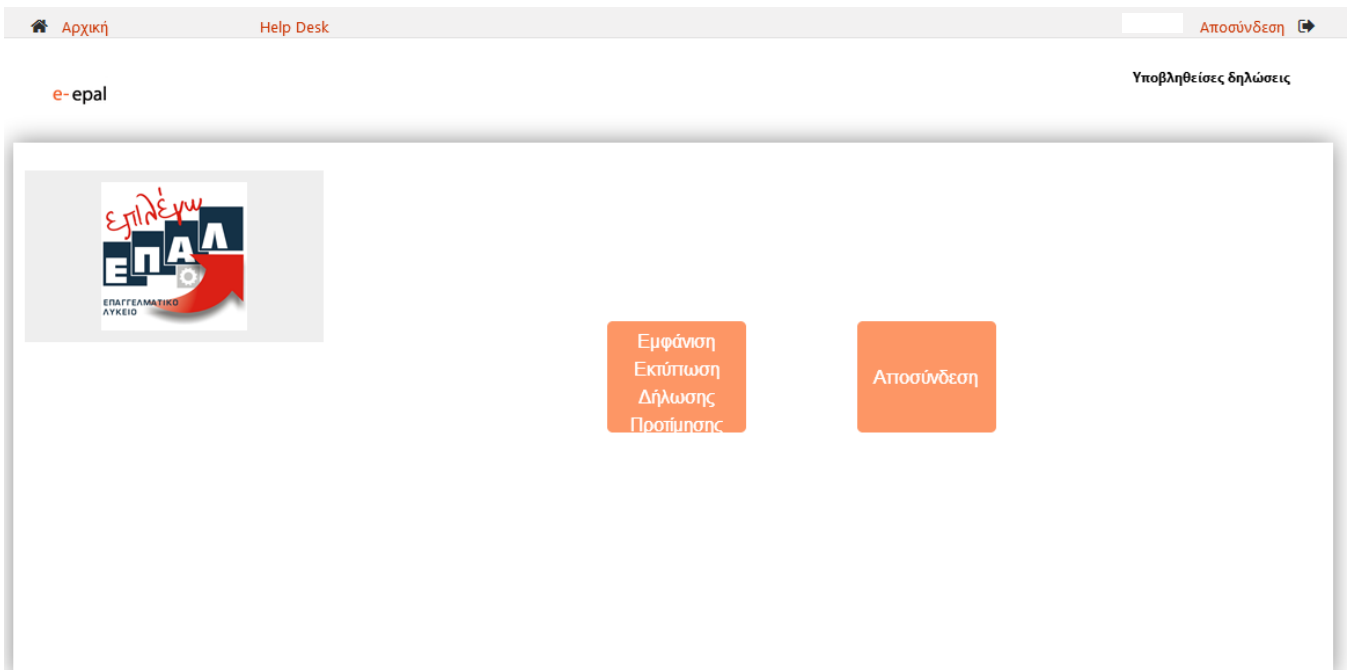 Αρχική Help Desk Αποσύνδεση
Υποβληθείσες δηλώσεις
e-epal
επιλέγω
ΕΠΑΛ
ΕΠΑΓΓΕΛΜΑΤΙΚΟ
ΛΥΚΕΙΟ
Εμφάνιση
Εκτύπωση
Δήλωσης
Προτίμησης
Αποσύνδεση